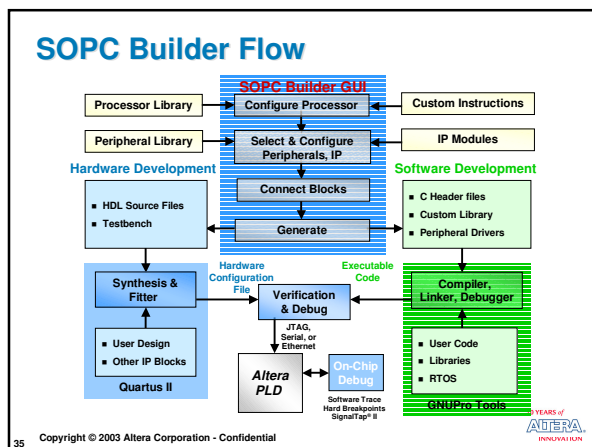 SOPC Builder Flow
SOPC Builder GUI
Processor Library
Configure Processor
Custom Instructions
Peripheral Library
Select & Configure
Peripherals, IP
IP Modules
Hardware Development
Software Development
Connect Blocks
▪ HDL Source Files
▪ Testbench
▪ C Header files
▪ Custom Library
▪ Peripheral Drivers
Generate
Hardware
Configuration
File
Executable
Code
Synthesis &
Fitter
Verification
& Debug
Compiler,
Linker, Debugger
JTAG,
Serial, or
Ethernet
▪ User Design
▪ Other IP Blocks
Quartus II
Altera
PLD
On-Chip
Debug
▪ User Code
▪ Libraries
▪ RTOS
Software Trace
Hard Breakpoints
SignalTap® II
GNUPro Tools
35
Copyright © 2003 Altera Corporation - Confidential
YEARS of
ALTERA
INNOVATION